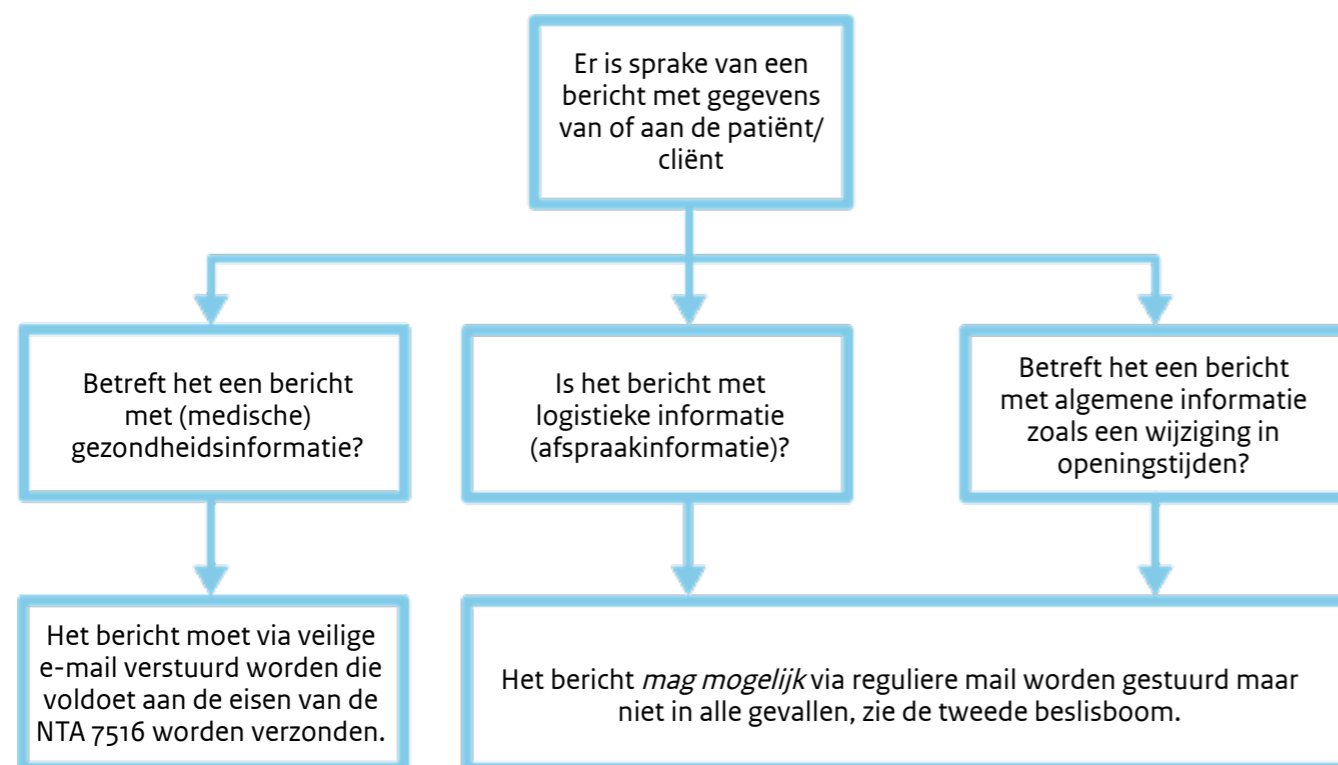 Er is sprake van een
bericht met gegevens
van of aan de patiënt/
cliënt
Betreft het een bericht
met (medische)
gezondheidsinformatie?
Is het bericht met
logistieke informatie
(afspraakinformatie)?
Betreft het een bericht
met algemene informatie
zoals een wijziging in
openingstijden?
Het bericht moet via veilige
e-mail verstuurd worden die
voldoet aan de eisen van de
NTA 7516 worden verzonden.
Het bericht mag mogelijk via reguliere mail worden gestuurd maar
niet in alle gevallen, zie de tweede beslisboom.